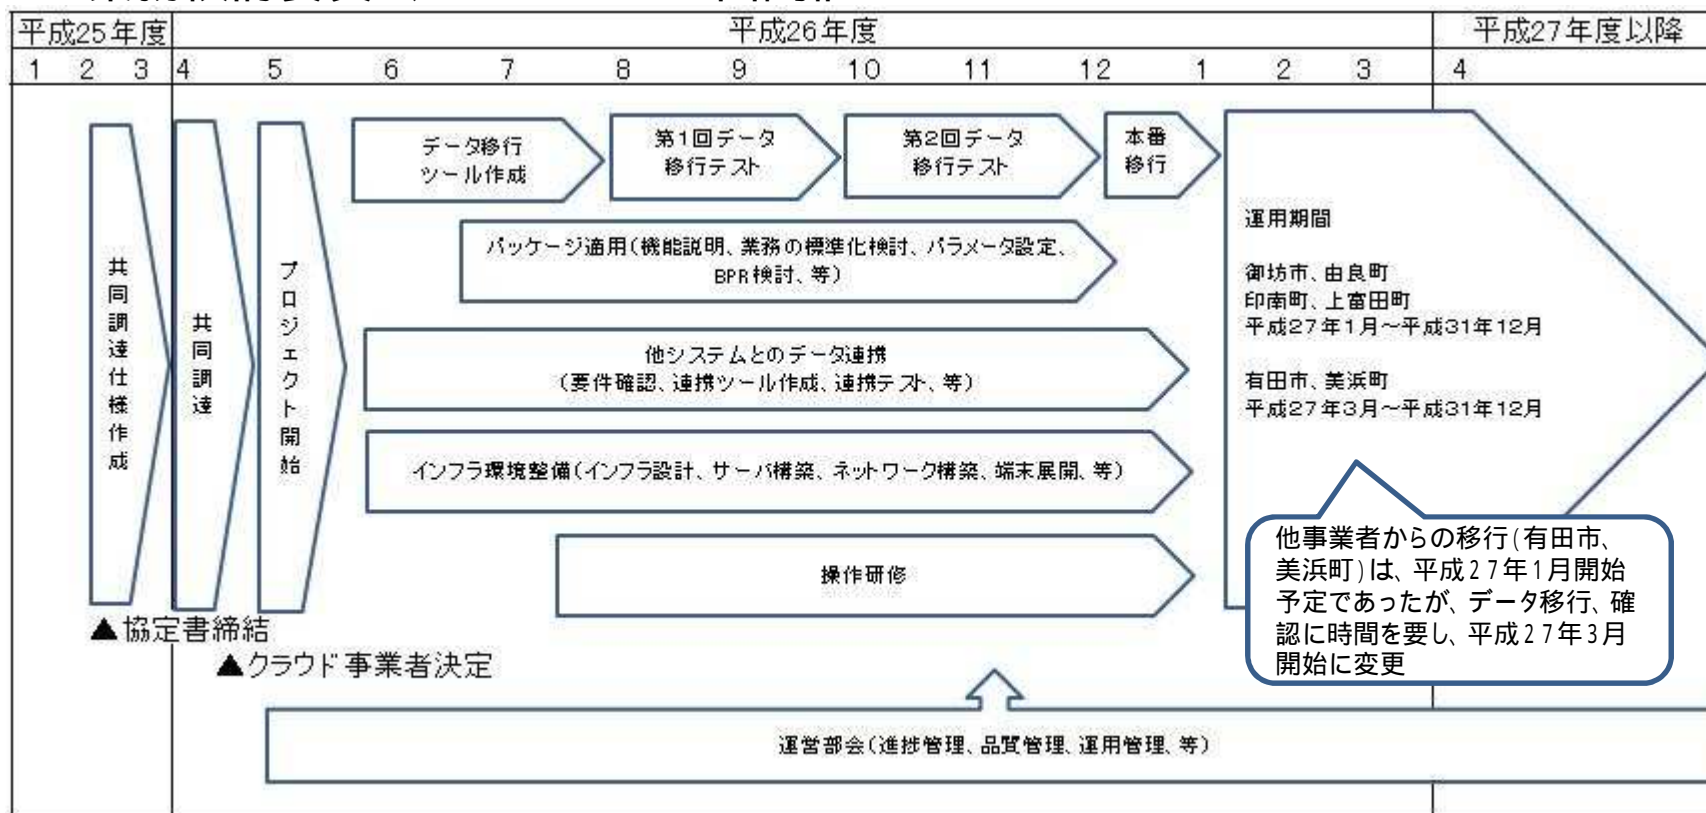 平成25年度 平成26年度 平成27年度以降
1 2 3 4 5 6 7 8 9 10 11 12 1 2 3 4
共同調達仕様作成
共同調達
プロジェクト開始
データ移行
ツール作成
第1回データ
移行テスト
第2回データ
移行テスト
本番
移行
パッケージ適用(機能説明、業務の標準化検討、パラメータ設定、
BPR検討、等)
他システムとのデータ連携
(要件確認、連携ツール作成、連携テスト、等)
インフラ環境整備(インフラ設計、サーバ構築、ネットワーク構築、端末展開、等)
操作研修
運用期間
御坊市、由良町
印南町、上富田町
平成27年1月～平成31年12月
有田市、美浜町
平成27年3月～平成31年12月
他事業者からの移行(有田市、
美浜町)は、平成27年1月開始
予定であったが、データ移行、確
認に時間を要し、平成27年3月
開始に変更
▲協定書締結
▲クラウド事業者決定
運営部会(進捗管理、品質管理、運用管理、等)